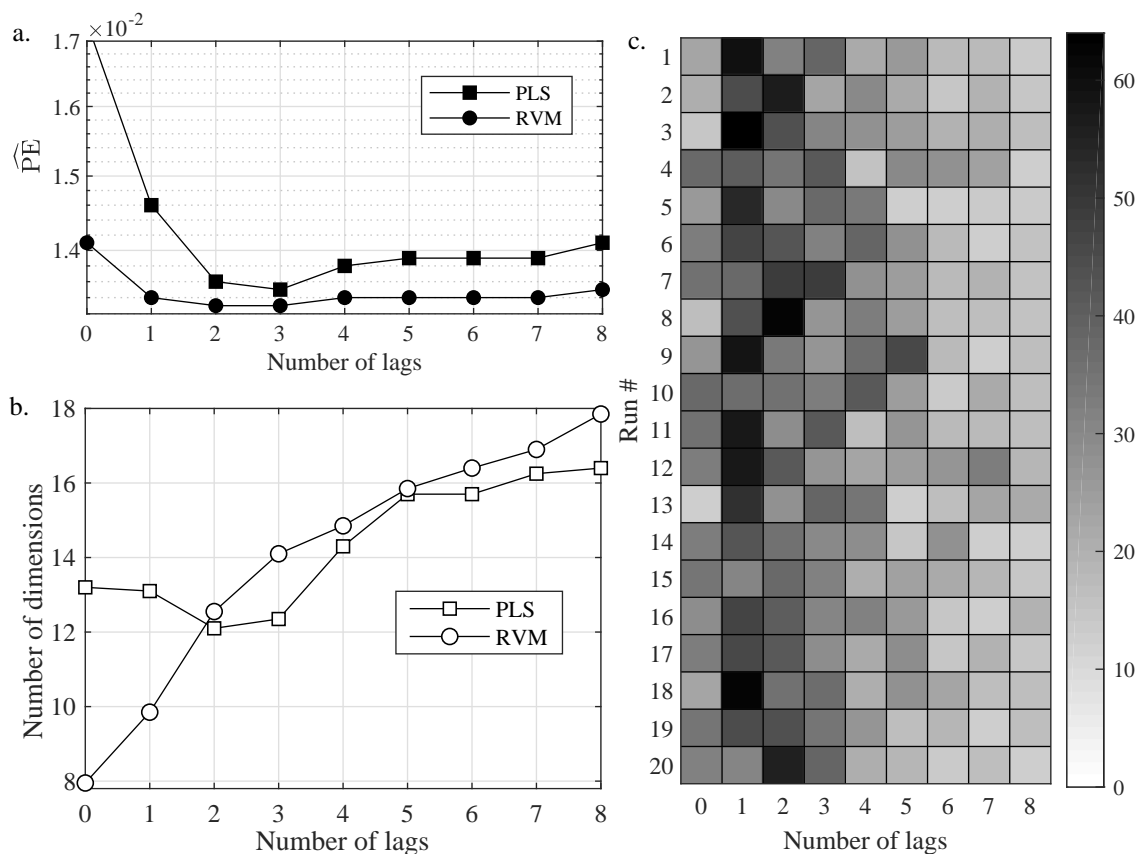 a.
×10⁻²
1.7
1.6
1.5
1.4
P̂E
PLS
RVM
0 1 2 3 4 5 6 7 8
Number of lags
b.
18
16
14
12
10
8
Number of dimensions
PLS
RVM
0 1 2 3 4 5 6 7 8
Number of lags
c.
1
2
3
4
5
6
7
8
9
10
11
12
13
14
15
16
17
18
19
20
Run #
0 1 2 3 4 5 6 7 8
Number of lags
60
50
40
30
20
10
0